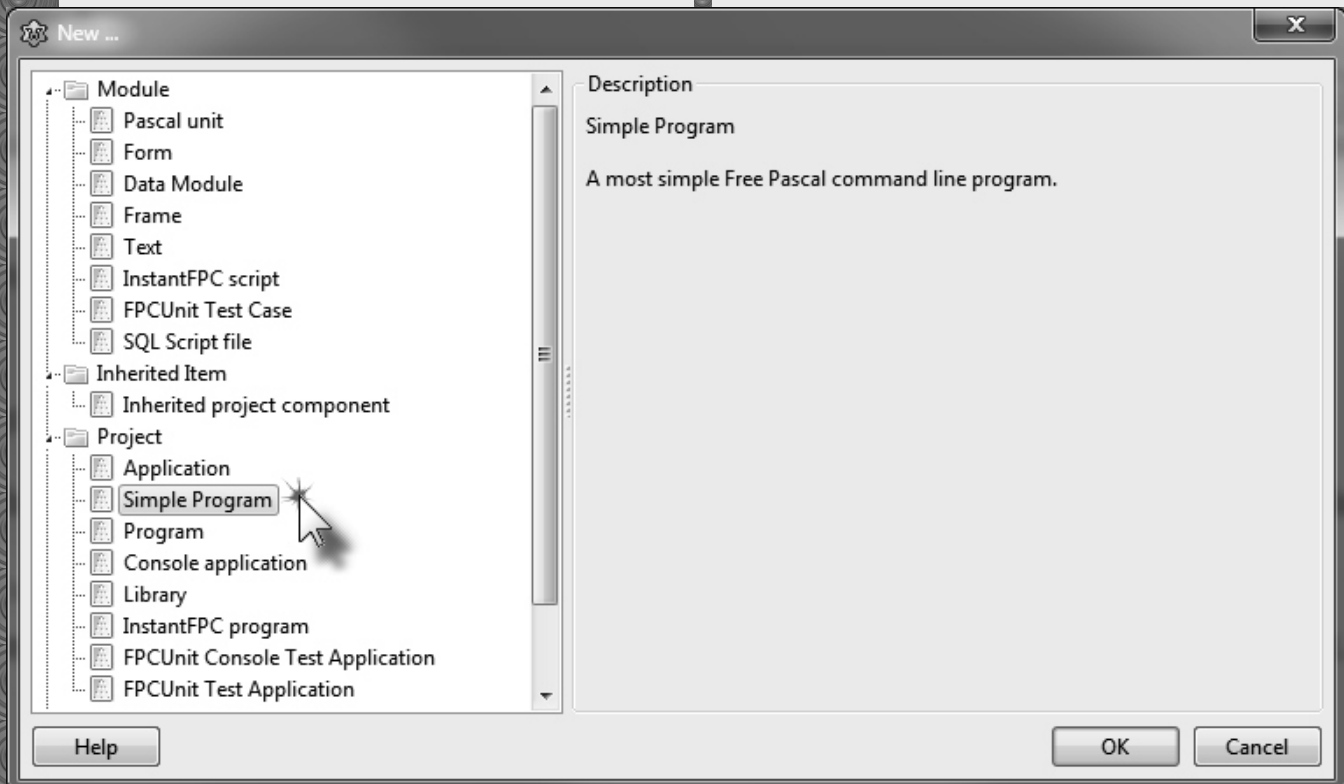 New ...
Module
Pascal unit
Form
Data Module
Frame
Text
InstantFPC script
FPCUnit Test Case
SQL Script file
Inherited Item
Inherited project component
Project
Application
Simple Program
Program
Console application
Library
InstantFPC program
FPCUnit Console Test Application
FPCUnit Test Application
Description
Simple Program
A most simple Free Pascal command line program.
Help
OK
Cancel